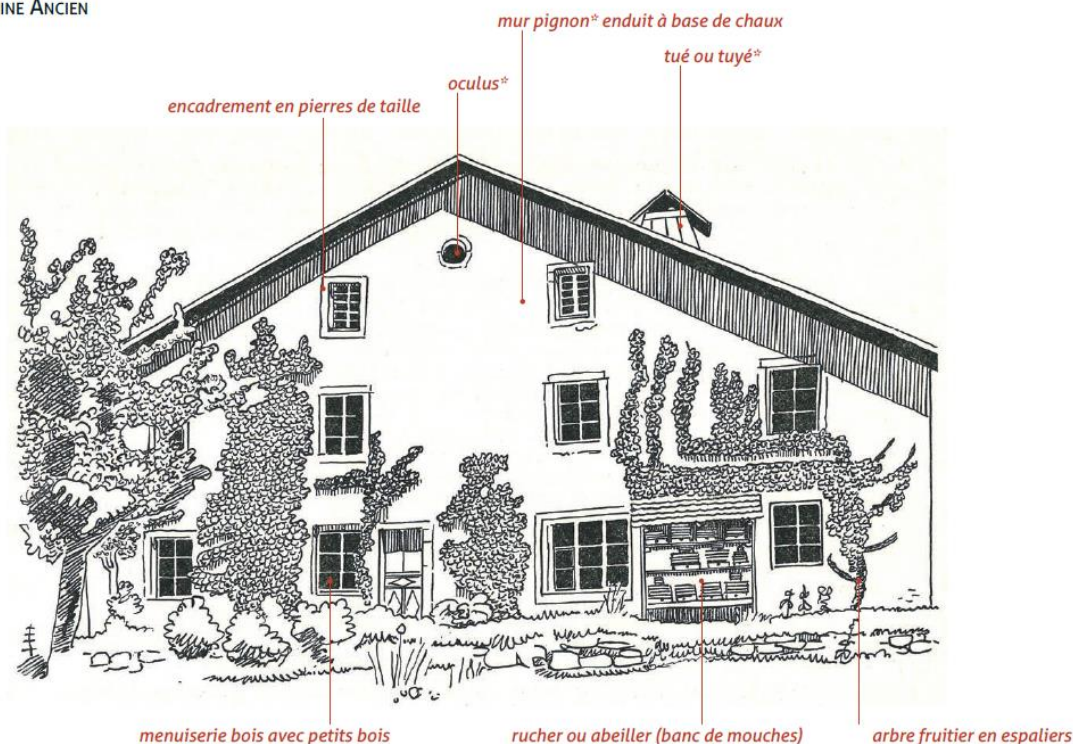 INE ANCIEN
mur pignon* enduit à base de chaux
tué ou tuyé*
oculus*
encadrement en pierres de taille
menuiserie bois avec petits bois
rucher ou abeiller (banc de mouches)
arbre fruitier en espaliers